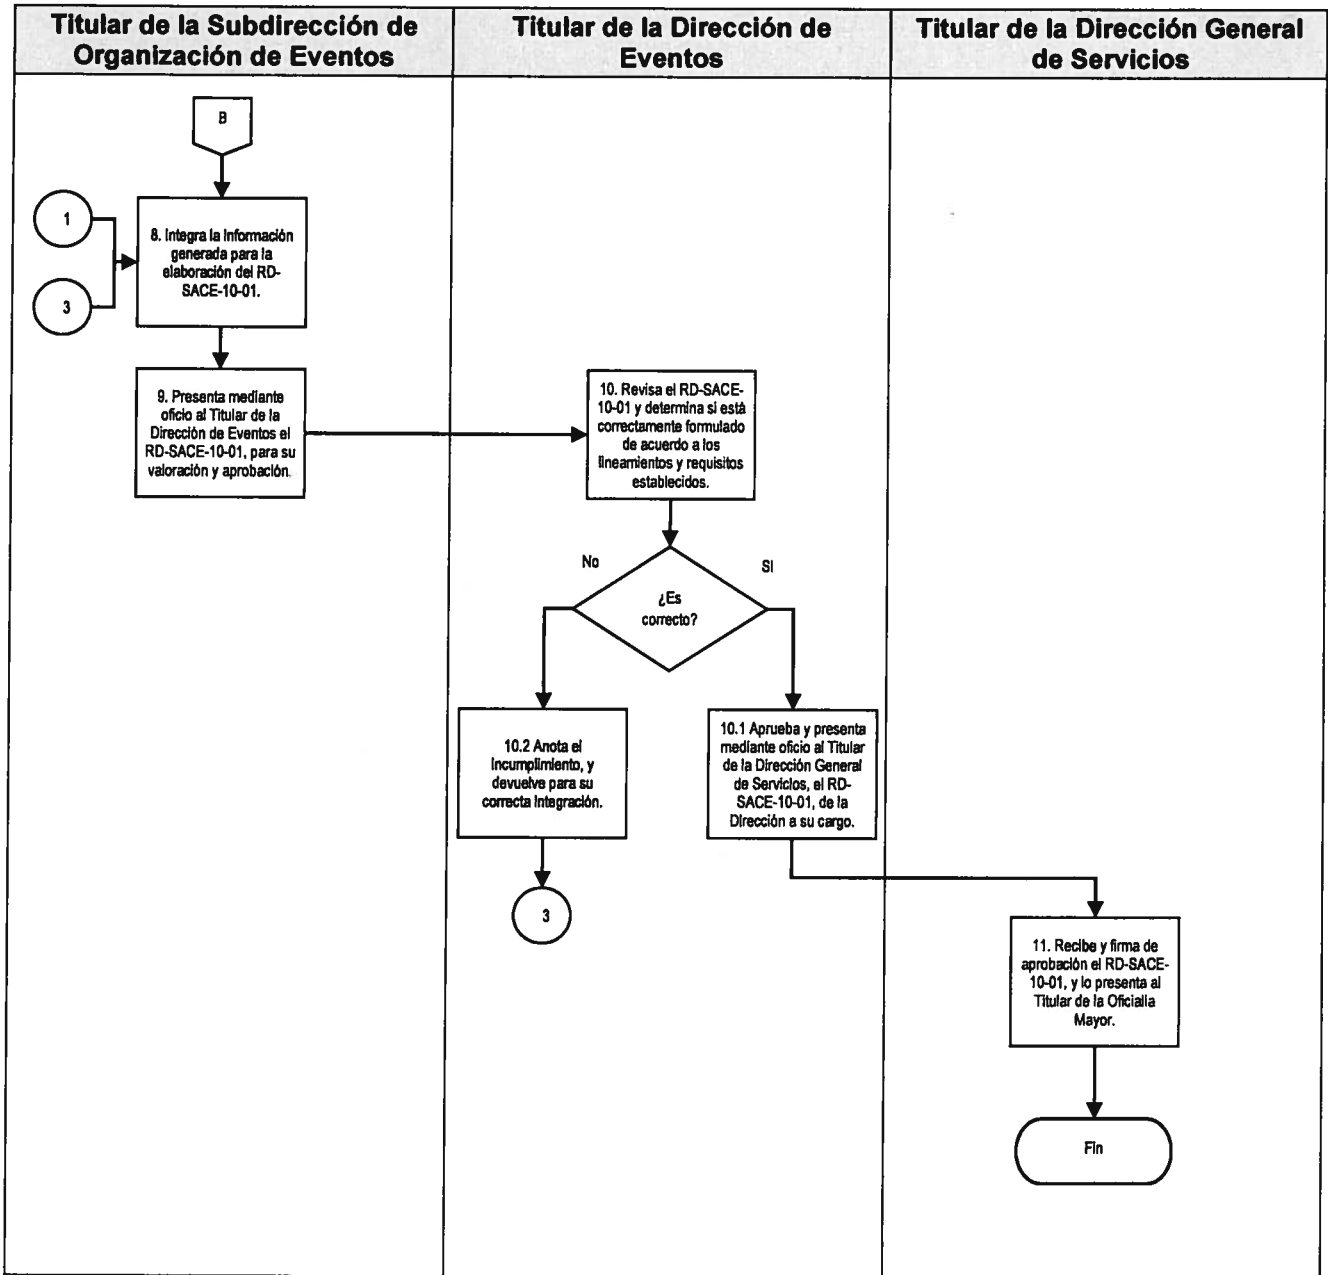 Titular de la Subdirección de
Organización de Eventos
Titular de la Dirección de
Eventos
Titular de la Dirección General
de Servicios
B
1
3
8. Integra la Información
generada para la
elaboración del RD-
SACE-10-01.
9. Presenta mediante
oficio al Titular de la
Dirección de Eventos el
RD-SACE-10-01, para su
valoración y aprobación.
10. Revisa el RD-SACE-
10-01 y determina si está
correctamente formulado
de acuerdo a los
lineamientos y requisitos
establecidos.
No
Si
¿Es
correcto?
10.2 Anota el
Incumplimiento, y
devuelve para su
correcta Integración.
10.1 Aprueba y presenta
mediante oficio al Titular
de la Dirección General
de Servicios, el RD-
SACE-10-01, de la
Dirección a su cargo.
3
11. Recibe y firma de
aprobación el RD-SACE-
10-01, y lo presenta al
Titular de la Oficialla
Mayor.
Fin